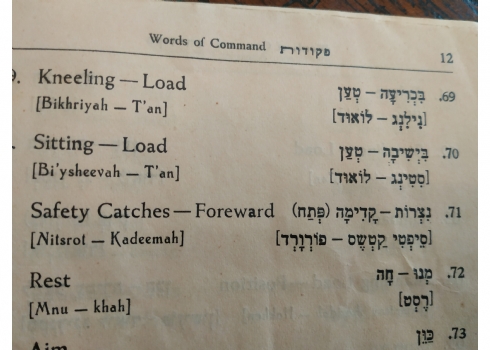 Words of Command פקודות 12
9. Kneeling — Load בִּכְרִיעָה – טְעַן .69
[Bikhriyah — T'an] [נִילִנְג – לוֹאוּד]
Sitting — Load בִּישִׁיבָה – טְעַן .70
[Bi'ysheevah — T'an] [סִטִינְג – לוֹאוּד]
Safety Catches — Foreward נִצְרוֹת – קָדִימָה (פְּתַח) .71
[Nitsrot — Kadeemah] [סֵיפְטִי קַטְשֶׁס – פוֹרְוָרְד]
Rest מְנוּ – חָה .72
[Mnu — khah] [רֶסְט]
Aim כַּוֵּן .73